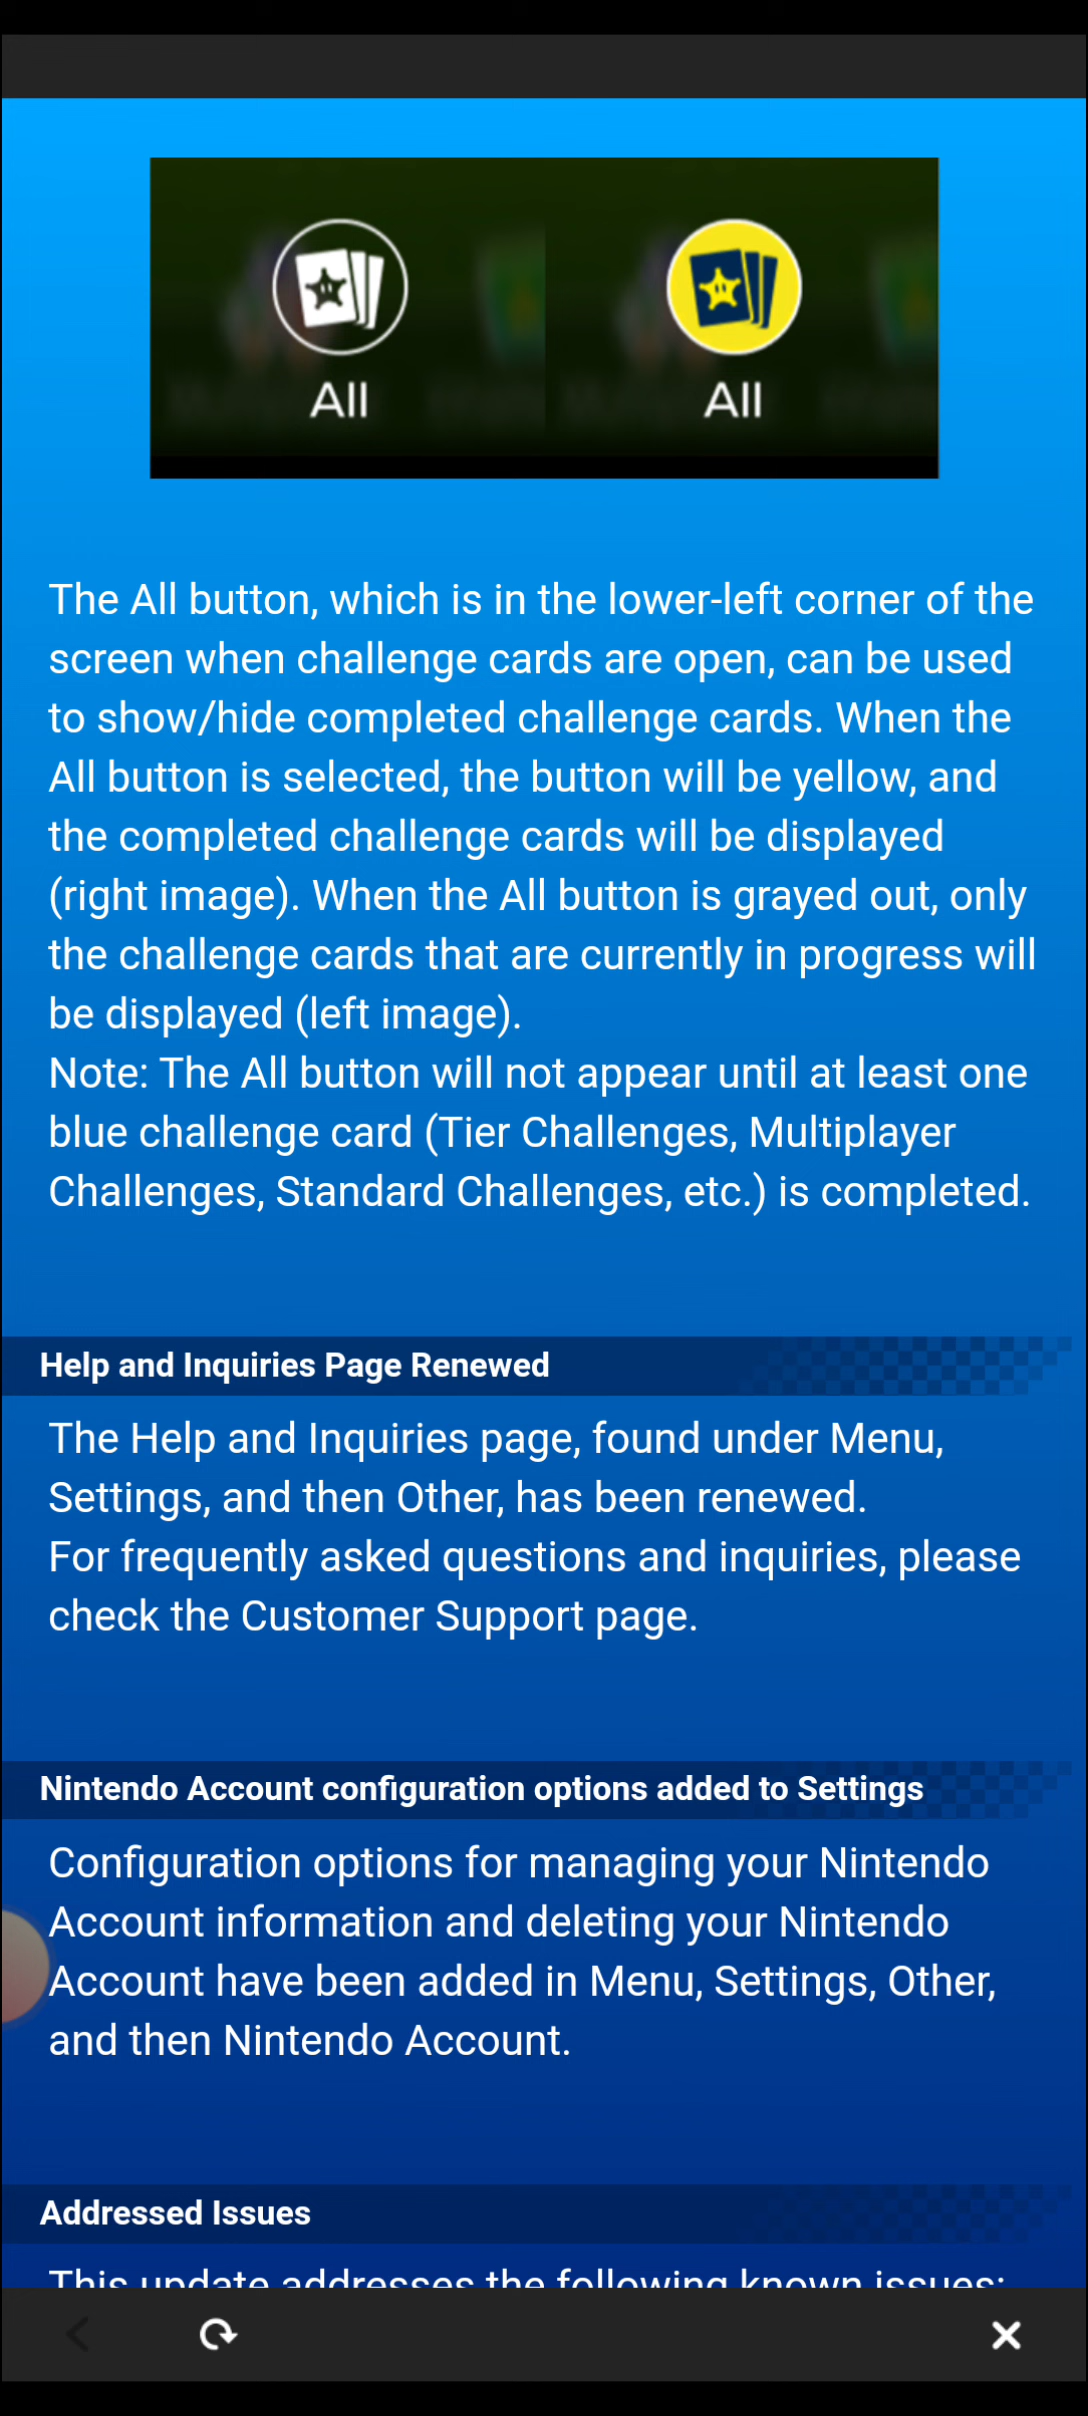 All All
The All button, which is in the lower-left corner of the
screen when challenge cards are open, can be used
to show/hide completed challenge cards. When the
All button is selected, the button will be yellow, and
the completed challenge cards will be displayed
(right image). When the All button is grayed out, only
the challenge cards that are currently in progress will
be displayed (left image).
Note: The All button will not appear until at least one
blue challenge card (Tier Challenges, Multiplayer
Challenges, Standard Challenges, etc.) is completed.
Help and Inquiries Page Renewed
The Help and Inquiries page, found under Menu,
Settings, and then Other, has been renewed.
For frequently asked questions and inquiries, please
check the Customer Support page.
Nintendo Account configuration options added to Settings
Configuration options for managing your Nintendo
Account information and deleting your Nintendo
Account have been added in Menu, Settings, Other,
and then Nintendo Account.
Addressed Issues
This update addresses the following known issues: